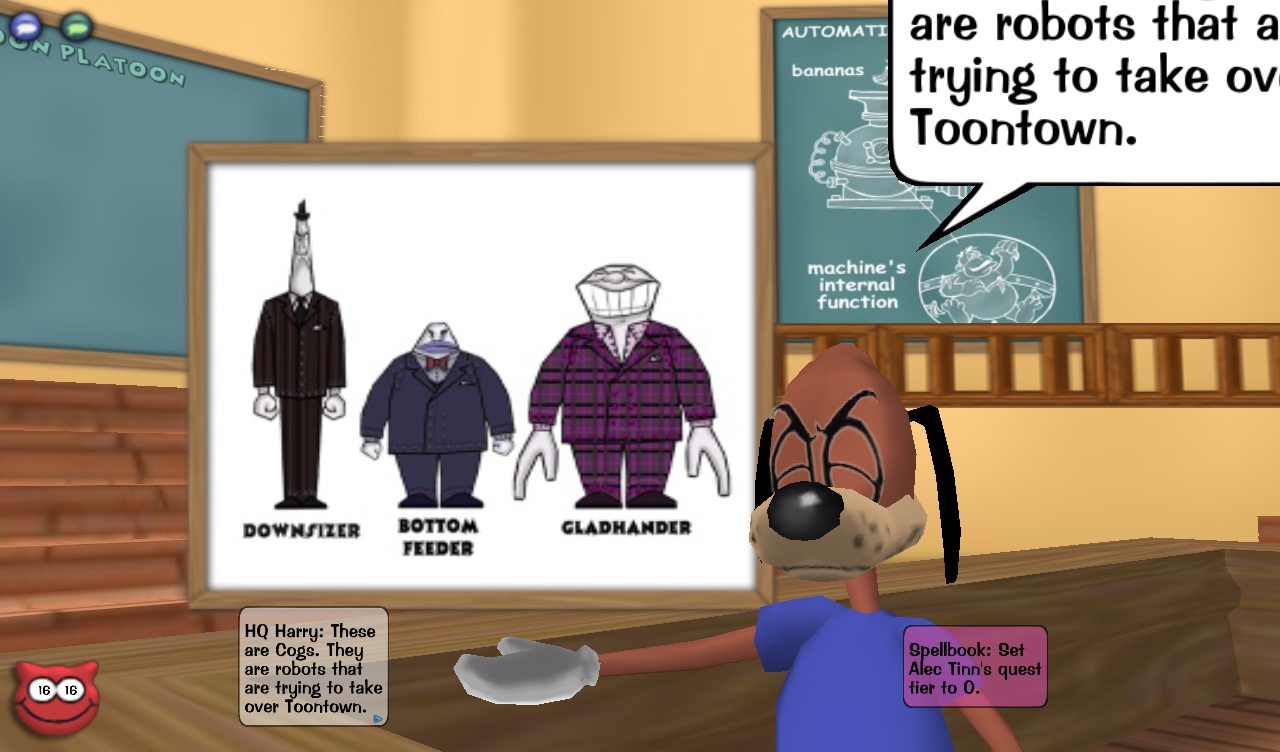 OON PLATOON
AUTOMATI
bananas
machine's
internal
function
are robots that a
trying to take ov
Toontown.
DOWNSIZER
BOTTOM
FEEDER
GLADHANDER
HQ Harry: These
are Cogs. They
are robots that
are trying to take
over Toontown.
Spellbook: Set
Alec Tinn's quest
tier to 0.
16 16